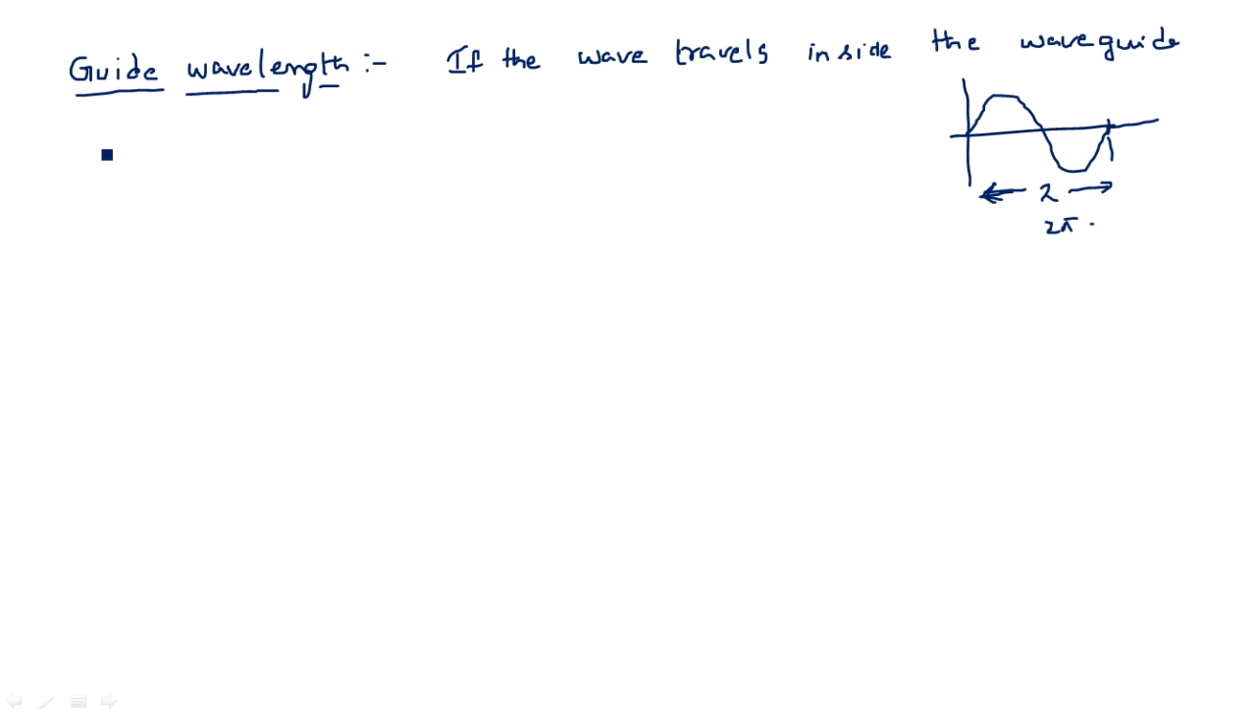 Guide wavelength :- If the wave travels inside the waveguide
λ
2π